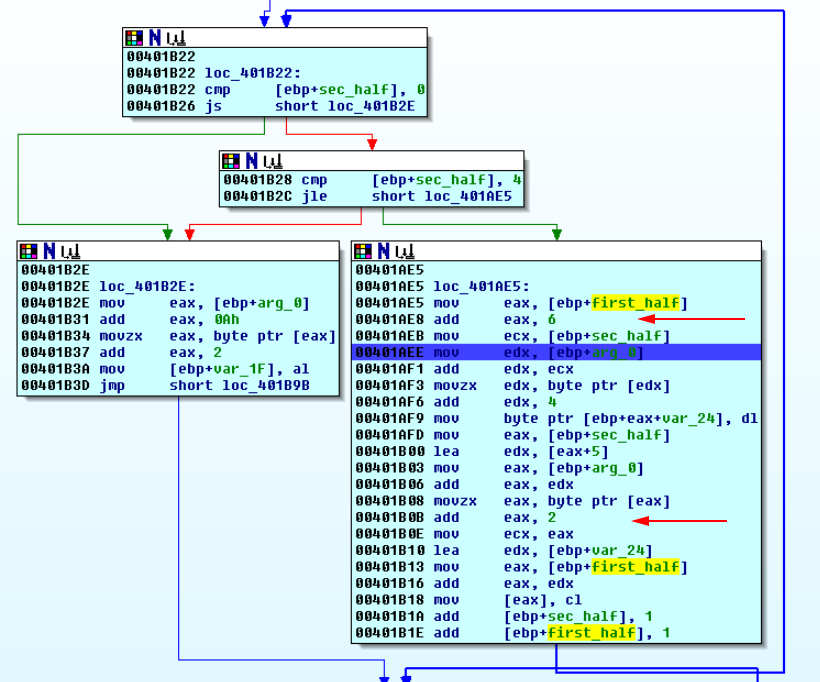 00401B22
00401B22 loc_401B22:
00401B22 cmp [ebp+sec_half], 0
00401B26 js short loc_401B2E
00401B28 cmp [ebp+sec_half], 4
00401B2C jle short loc_401AE5
00401B2E
00401B2E loc_401B2E:
00401B2E mov eax, [ebp+arg_0]
00401B31 add eax, 0Ah
00401B34 movzx eax, byte ptr [eax]
00401B37 add eax, 2
00401B3A mov [ebp+var_1F], al
00401B3D jmp short loc_401B9B
00401AE5
00401AE5 loc_401AE5:
00401AE5 mov eax, [ebp+first_half]
00401AE8 add eax, 6
00401AEB mov ecx, [ebp+sec_half]
00401AEE mov edx, [ebp+arg_0]
00401AF1 add edx, ecx
00401AF3 movzx edx, byte ptr [edx]
00401AF6 add edx, 4
00401AF9 mov byte ptr [ebp+eax+var_24], dl
00401AFD mov eax, [ebp+sec_half]
00401B00 lea edx, [eax+5]
00401B03 mov eax, [ebp+arg_0]
00401B06 add eax, edx
00401B08 movzx eax, byte ptr [eax]
00401B0B add eax, 2
00401B0E mov ecx, eax
00401B10 lea edx, [ebp+var_24]
00401B13 mov eax, [ebp+first_half]
00401B16 add eax, edx
00401B18 mov [eax], cl
00401B1A add [ebp+sec_half], 1
00401B1E add [ebp+first_half], 1